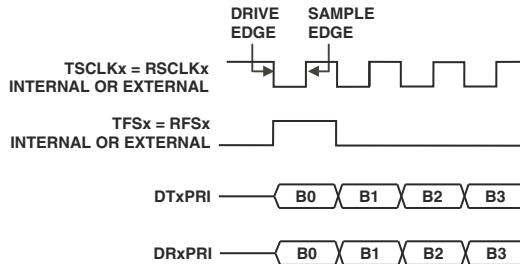 DRIVE EDGE
SAMPLE EDGE
TSCLKx = RSCLKx
INTERNAL OR EXTERNAL
TFSx = RFSx
INTERNAL OR EXTERNAL
DTxPRI B0 B1 B2 B3
DRxPRI B0 B1 B2 B3